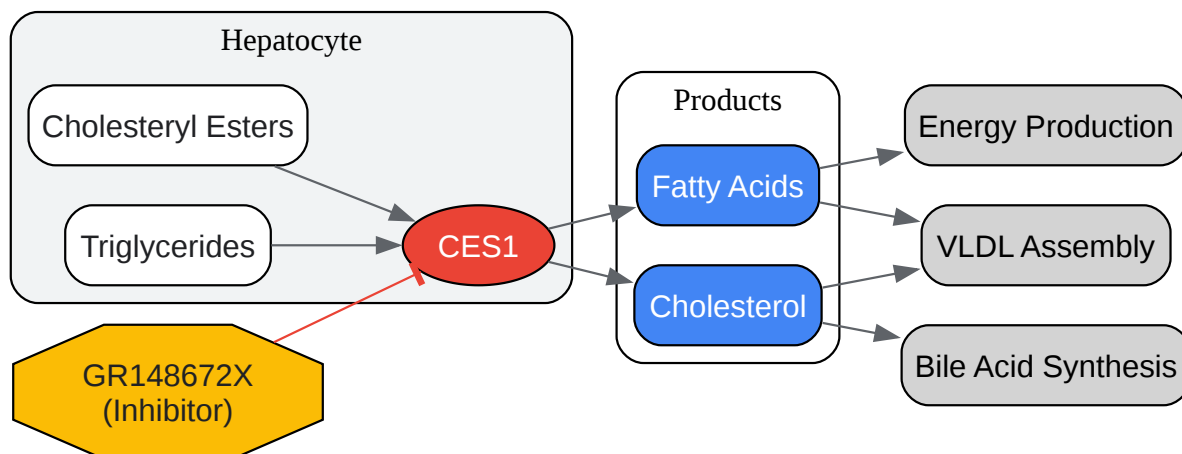 Hepatocyte
Cholesteryl Esters
Triglycerides
CES1
GR148672X
(Inhibitor)
Products
Fatty Acids
Cholesterol
Energy Production
VLDL Assembly
Bile Acid Synthesis